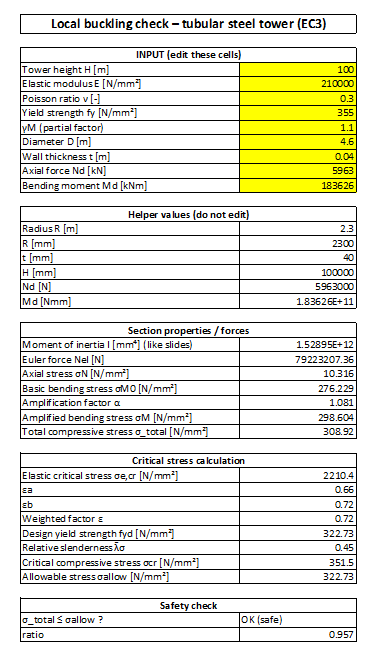 Local buckling check – tubular steel tower (EC3)
INPUT (edit these cells)
Tower height H [m] 100
Elastic modulus E [N/mm²] 210000
Poisson ratio ν [-] 0.3
Yield strength fy [N/mm²] 355
γM (partial factor) 1.1
Diameter D [m] 4.6
Wall thickness t [m] 0.04
Axial force Nd [kN] 5963
Bending moment Md [kNm] 183626
Helper values (do not edit)
Radius R [m] 2.3
R [mm] 2300
t [mm] 40
H [mm] 100000
Nd [N] 5963000
Md [Nmm] 1.83626E+11
Section properties / forces
Moment of inertia I [mm⁴] (like slides) 1.52895E+12
Euler force Nel [N] 79223207.36
Axial stress σN [N/mm²] 10.316
Basic bending stress σM0 [N/mm²] 276.229
Amplification factor α 1.081
Amplified bending stress σM [N/mm²] 298.604
Total compressive stress σ_total [N/mm²] 308.92
Critical stress calculation
Elastic critical stress σe,cr [N/mm²] 2210.4
εa 0.66
εb 0.72
Weighted factor ε 0.72
Design yield strength fyd [N/mm²] 322.73
Relative slenderness λ̄σ 0.45
Critical compressive stress σcr [N/mm²] 351.5
Allowable stress σallow [N/mm²] 322.73
Safety check
σ_total ≤ σallow ? OK (safe)
ratio 0.957